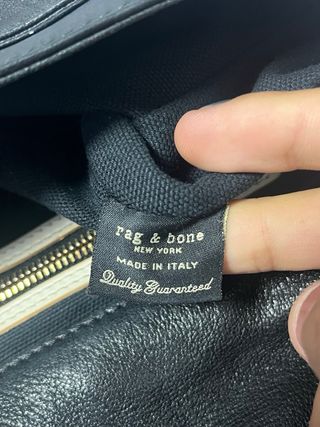 rag & bone
NEW YORK
MADE IN ITALY
Quality Guaranteed